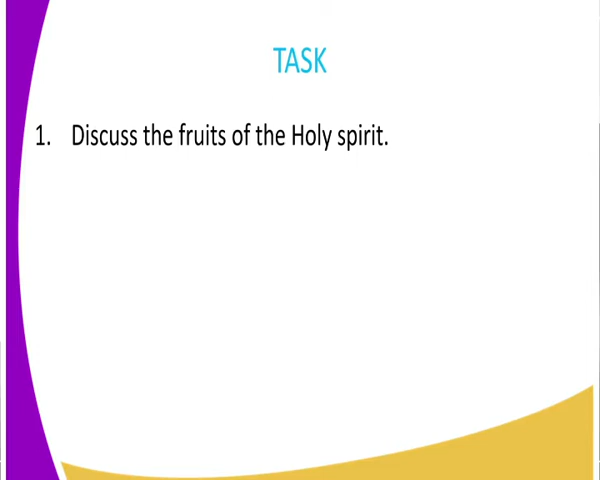 TASK
1. Discuss the fruits of the Holy spirit.